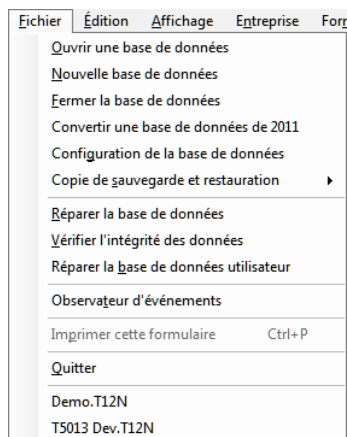 Fichier Édition Affichage Entreprise
Ouvrir une base de données
Nouvelle base de données
Fermer la base de données
Convertir une base de données de 2011
Configuration de la base de données
Copie de sauvegarde et restauration
Réparer la base de données
Vérifier l'intégrité des données
Réparer la base de données utilisateur
Observateur d'événements
Imprimer cette formulaire Ctrl+P
Quitter
Demo.T12N
T5013 Dev.T12N